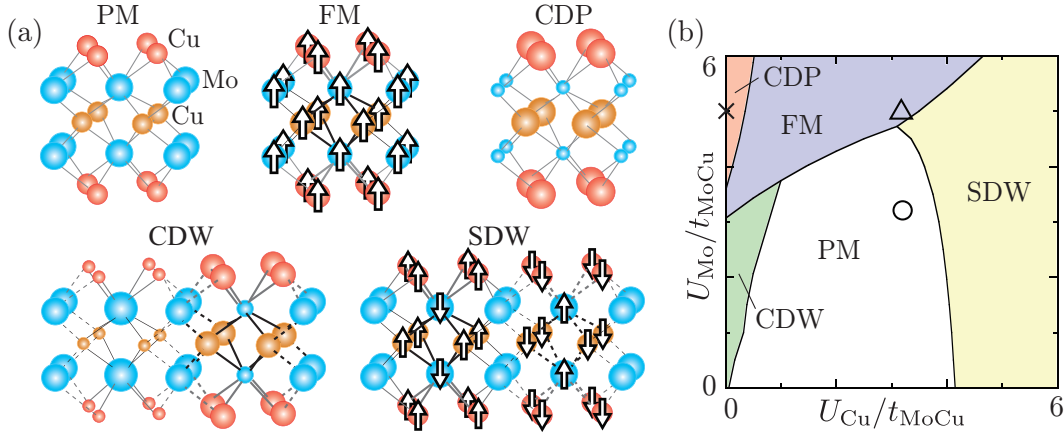 (a)
PM
FM
CDP
Cu
Mo
Cu
CDW
SDW
(b)
6
CDP
FM
SDW
PM
CDW
U_Mo/t_MoCu
0
0
U_Cu/t_MoCu
6